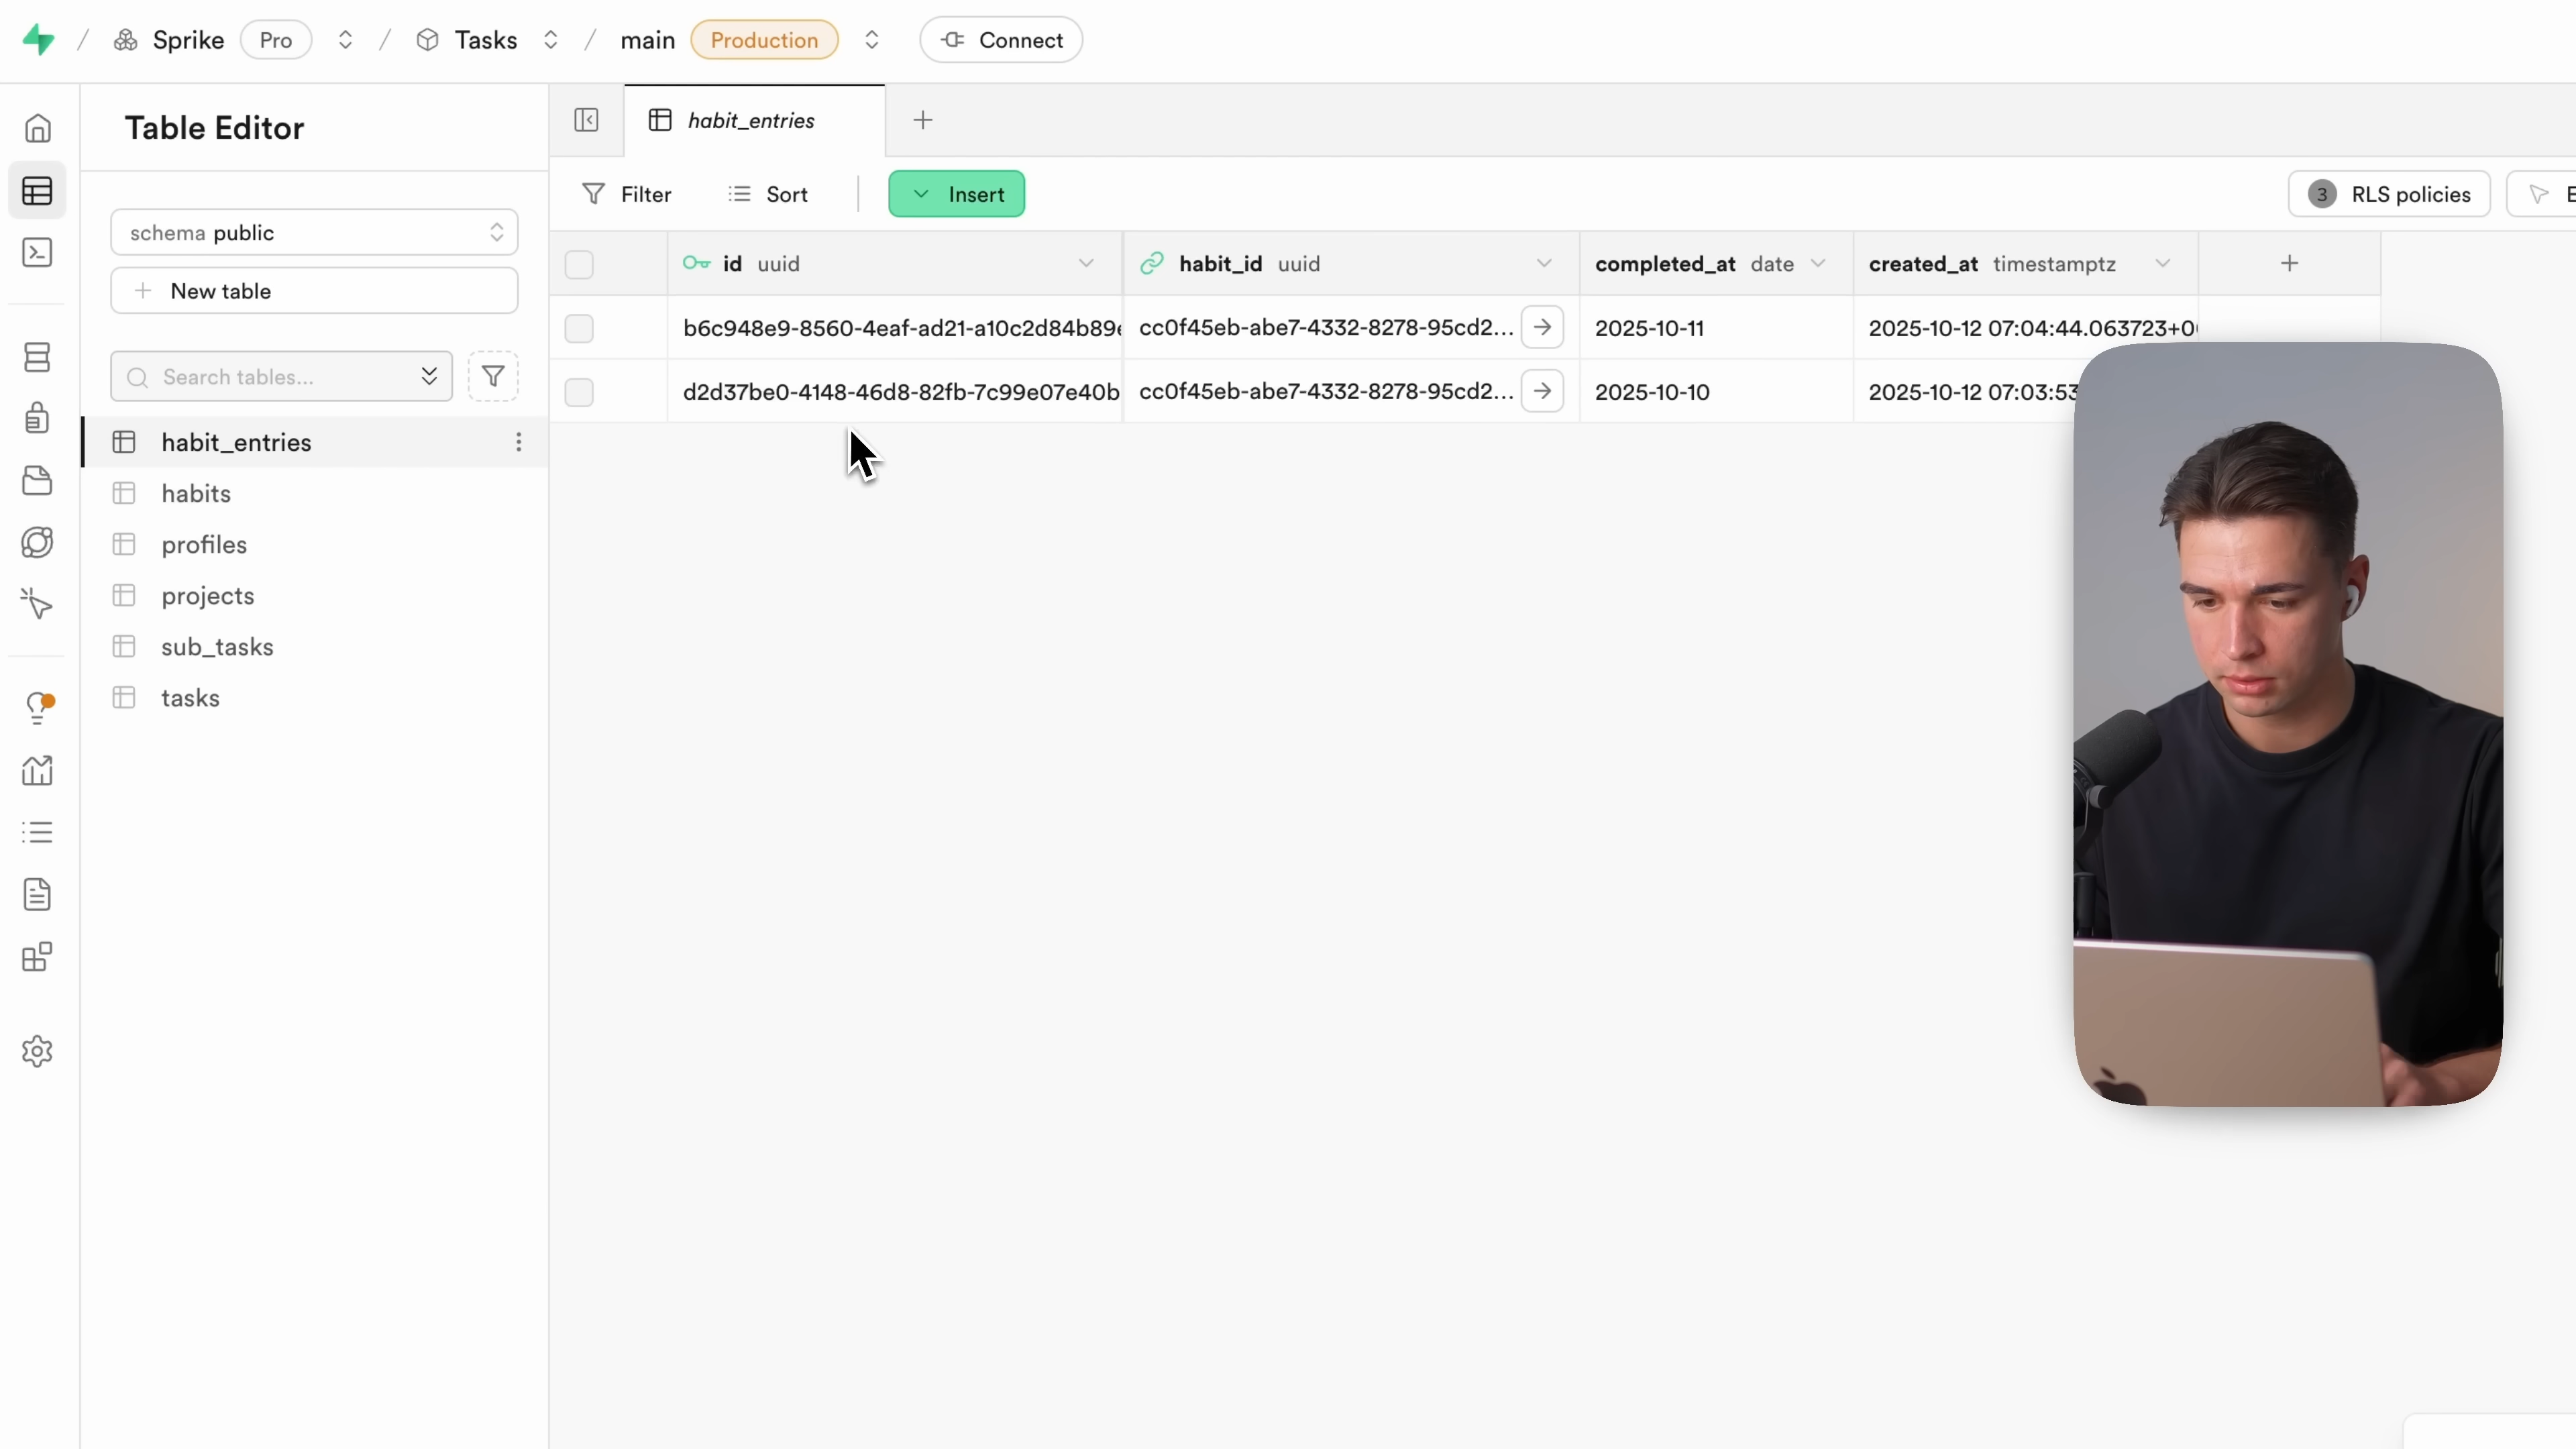 Sprike Pro Tasks main Production Connect
Table Editor
habit_entries
Filter Sort Insert 3 RLS policies
schema public
New table
id uuid habit_id uuid completed_at date created_at timestamptz
b6c948e9-8560-4eaf-ad21-a10c2d84b89e cc0f45eb-abe7-4332-8278-95cd2... 2025-10-11 2025-10-12 07:04:44.063723+0
d2d37be0-4148-46d8-82fb-7c99e07e40b cc0f45eb-abe7-4332-8278-95cd2... 2025-10-10 2025-10-12 07:03:53
Search tables...
habit_entries
habits
profiles
projects
sub_tasks
tasks